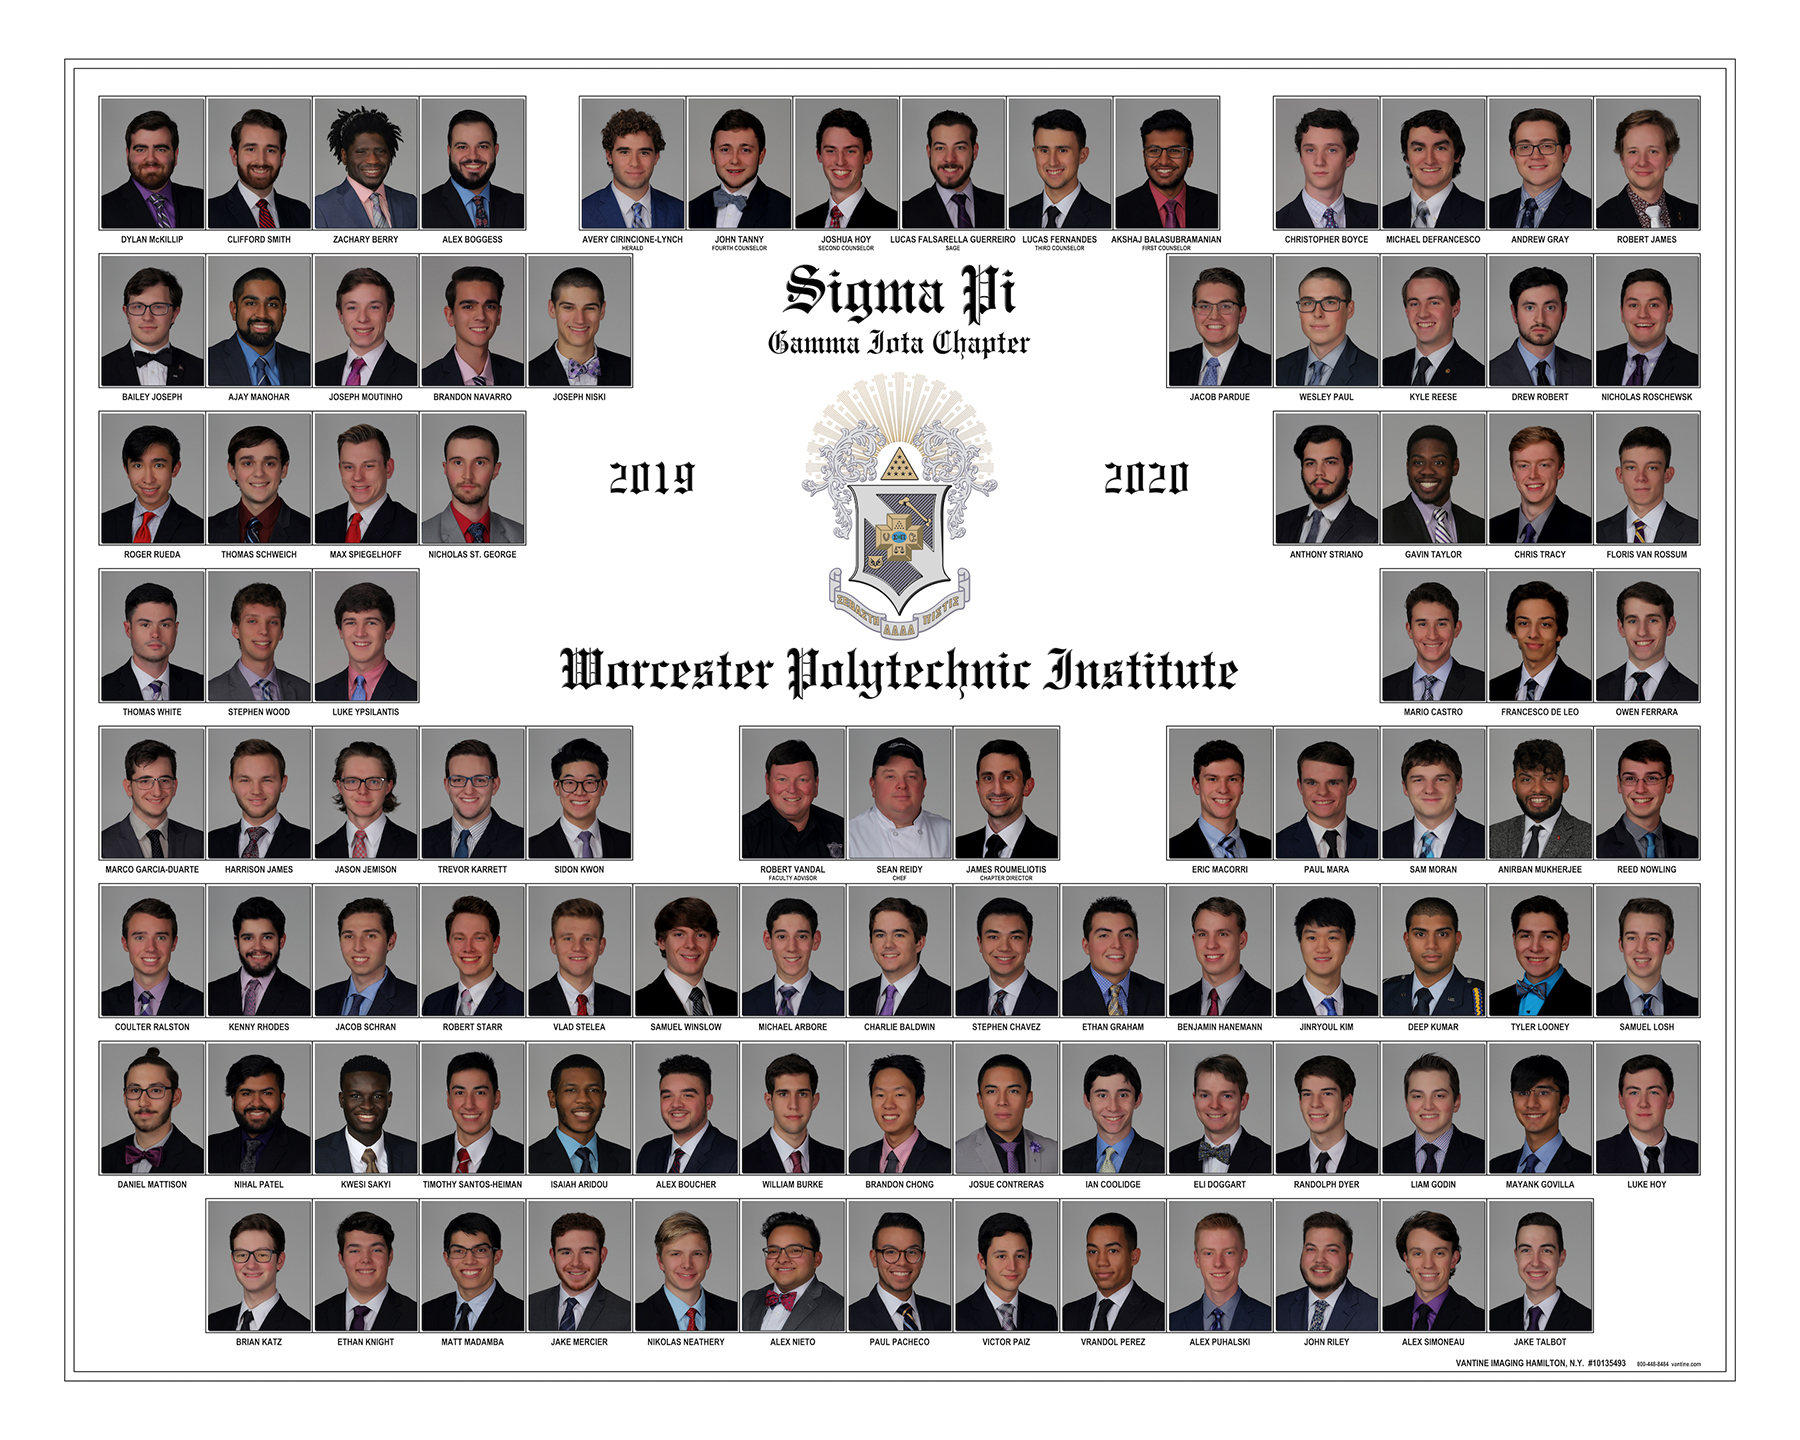 DYLAN McKILLIP
CLIFFORD SMITH
ZACHARY BERRY
ALEX BOGGESS
AVERY CIRINCIONE-LYNCH
HERALD
JOHN TANNY
FOURTH COUNSELOR
JOSHUA HOY
SECOND COUNSELOR
LUCAS FALSARELLA GUERREIRO
SAGE
LUCAS FERNANDES
THIRD COUNSELOR
AKSHAJ BALASUBRAMANIAN
FIRST COUNSELOR
CHRISTOPHER BOYCE
MICHAEL DEFRANCESCO
ANDREW GRAY
ROBERT JAMES
Sigma Pi
Gamma Iota Chapter
BAILEY JOSEPH
AJAY MANOHAR
JOSEPH MOUTINHO
BRANDON NAVARRO
JOSEPH NISKI
JACOB PARDUE
WESLEY PAUL
KYLE REESE
DREW ROBERT
NICHOLAS ROSCHEWSK
2019
2020
ROGER RUEDA
THOMAS SCHWEICH
MAX SPIEGELHOFF
NICHOLAS ST. GEORGE
ANTHONY STRIANO
GAVIN TAYLOR
CHRIS TRACY
FLORIS VAN ROSSUM
ΠΙΣΤΙΣ
ΔΔΔΔ
Worcester Polytechnic Institute
THOMAS WHITE
STEPHEN WOOD
LUKE YPSILANTIS
MARIO CASTRO
FRANCESCO DE LEO
OWEN FERRARA
MARCO GARCIA-DUARTE
HARRISON JAMES
JASON JEMISON
TREVOR KARRETT
SIDON KWON
ROBERT VANDAL
FACULTY ADVISOR
SEAN REIDY
CHEF
JAMES ROUMELIOTIS
CHAPTER DIRECTOR
ERIC MACORRI
PAUL MARA
SAM MORAN
ANIRBAN MUKHERJEE
REED NOWLING
COULTER RALSTON
KENNY RHODES
JACOB SCHRAN
ROBERT STARR
VLAD STELEA
SAMUEL WINSLOW
MICHAEL ARBORE
CHARLIE BALDWIN
STEPHEN CHAVEZ
ETHAN GRAHAM
BENJAMIN HANEMANN
JINRYOUL KIM
DEEP KUMAR
TYLER LOONEY
SAMUEL LOSH
DANIEL MATTISON
NIHAL PATEL
KWESI SAKYI
TIMOTHY SANTOS-HEIMAN
ISAIAH ARIDOU
ALEX BOUCHER
WILLIAM BURKE
BRANDON CHONG
JOSUE CONTRERAS
IAN COOLIDGE
ELI DOGGART
RANDOLPH DYER
LIAM GODIN
MAYANK GOVILLA
LUKE HOY
BRIAN KATZ
ETHAN KNIGHT
MATT MADAMBA
JAKE MERCIER
NIKOLAS NEATHERY
ALEX NIETO
PAUL PACHECO
VICTOR PAIZ
VRANDOL PEREZ
ALEX PUHALSKI
JOHN RILEY
ALEX SIMONEAU
JAKE TALBOT
VANTINE IMAGING HAMILTON, N.Y. #10135493 800-448-8484 vantine.com